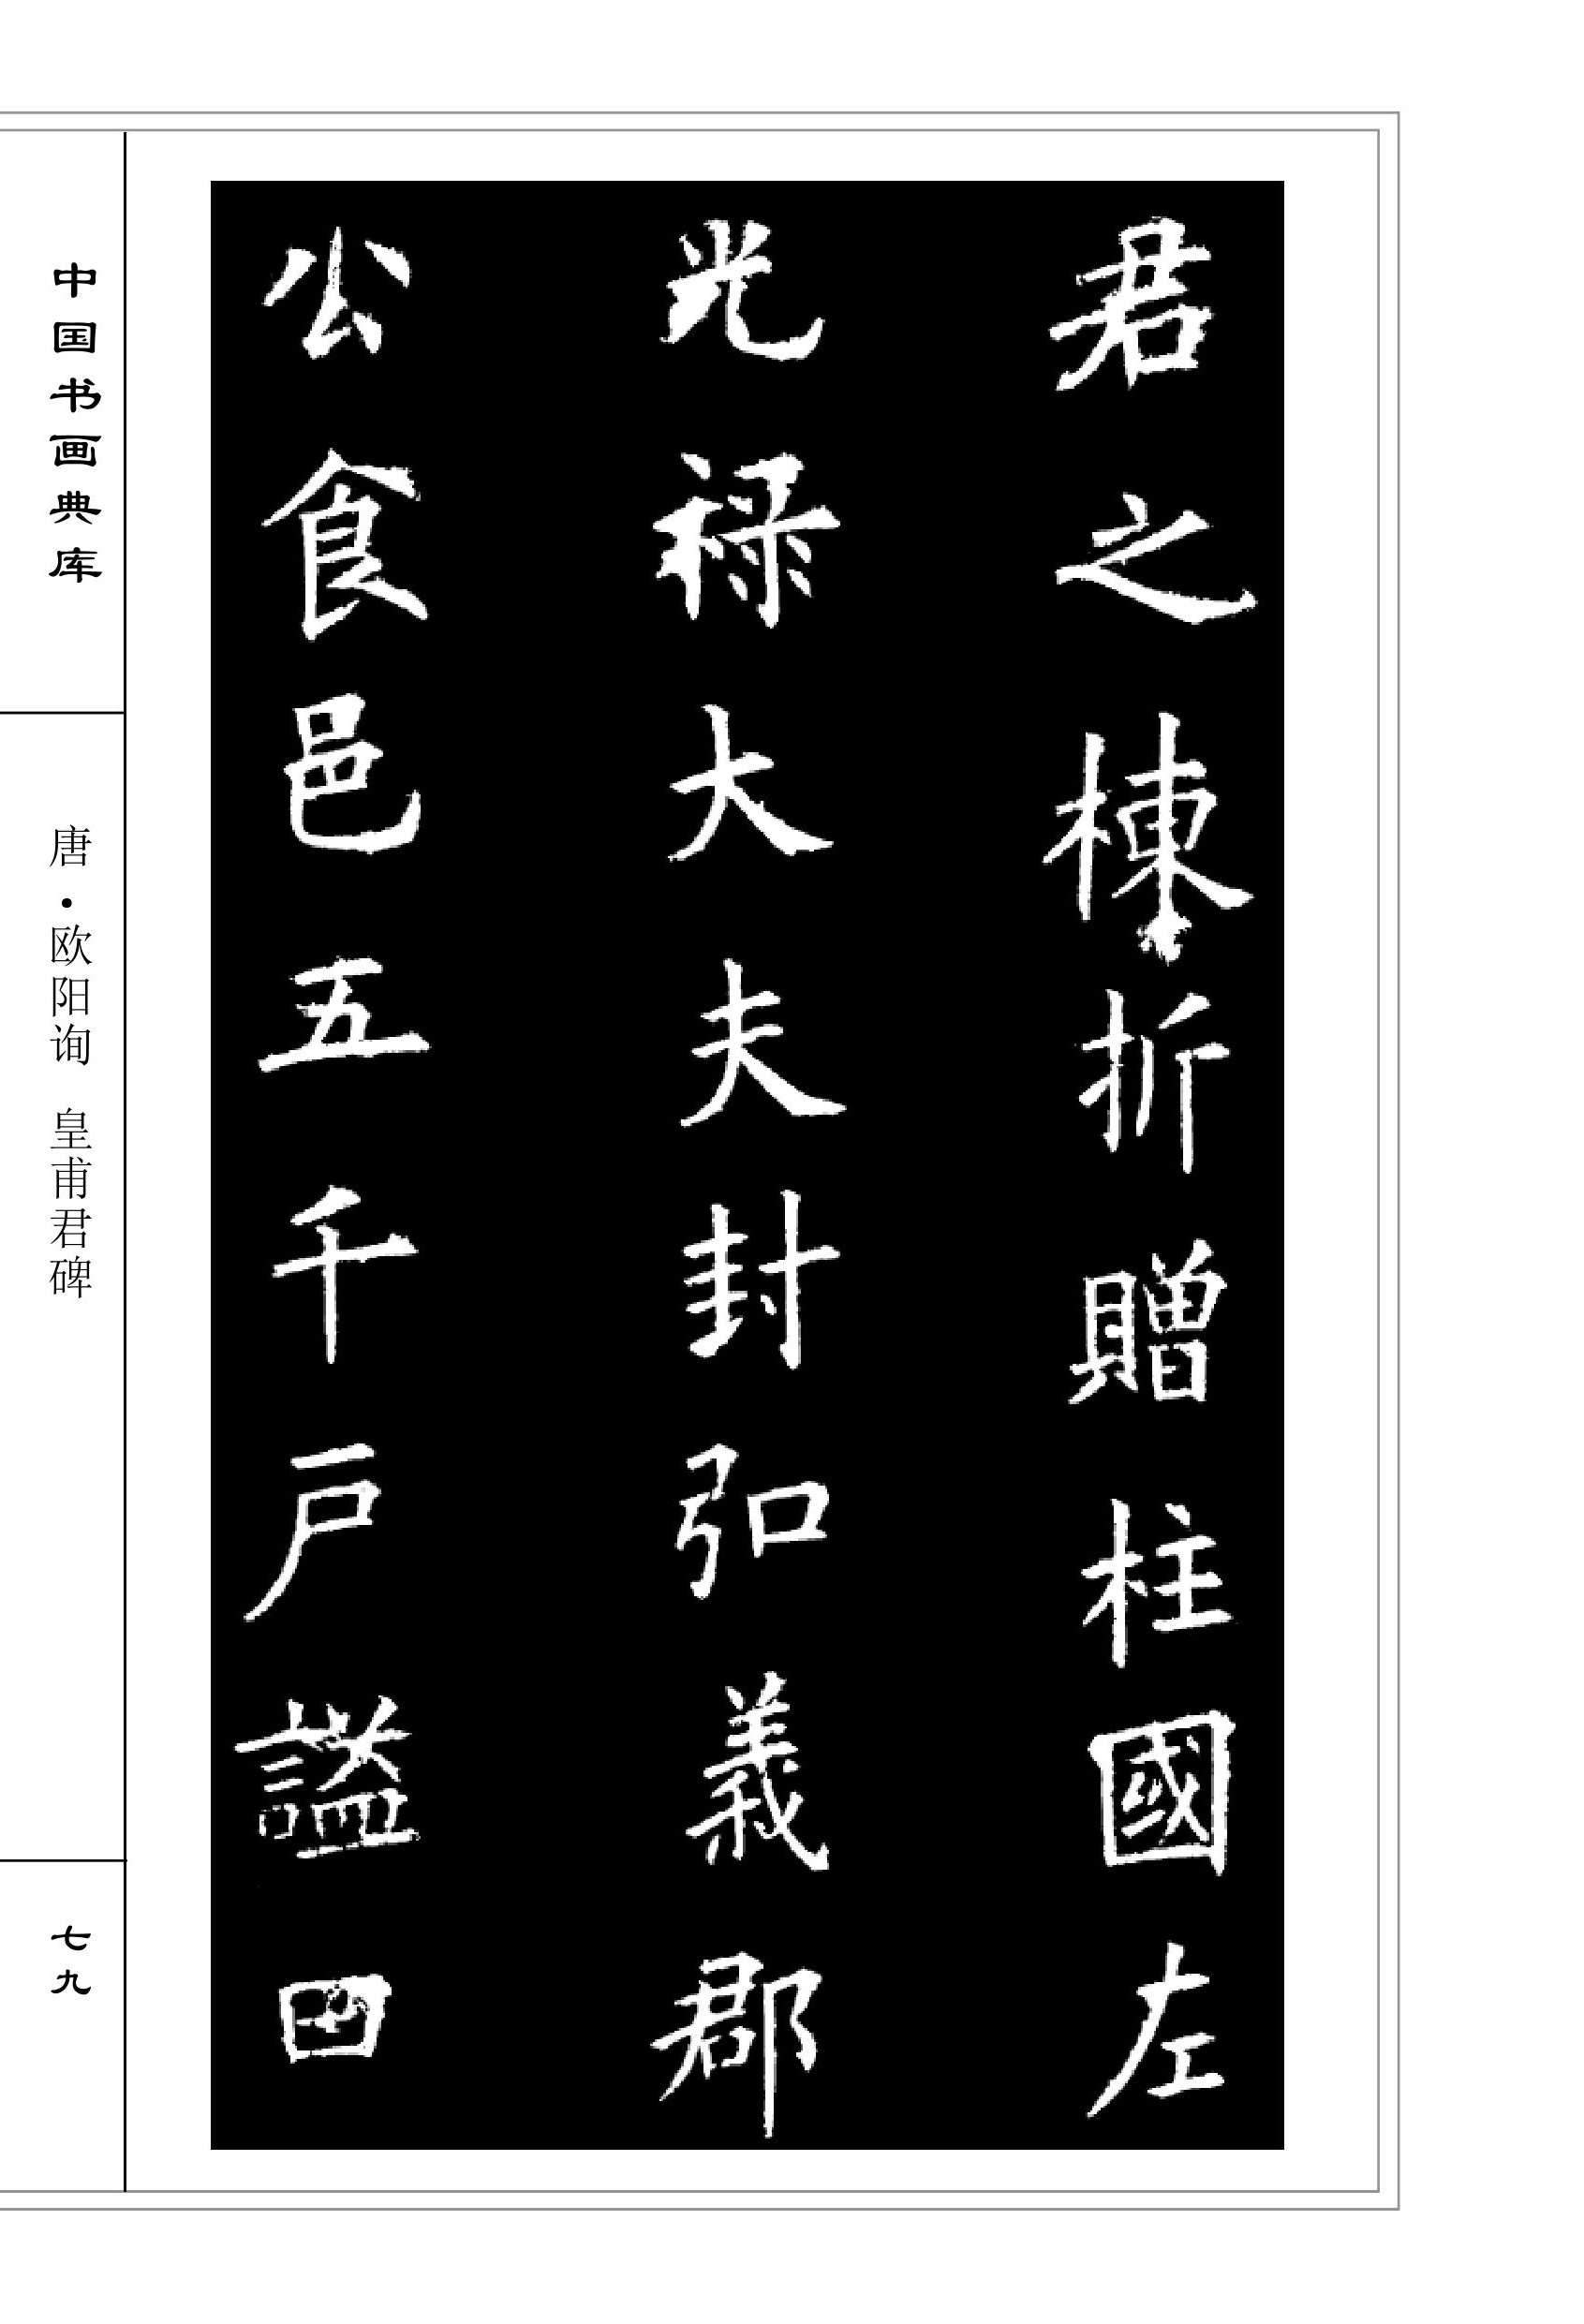 君之棟折贈柱國左
光祿大夫封弘義郡
公食邑五千戶謚曰
中国书画典库
唐·欧阳询 皇甫君碑
七九